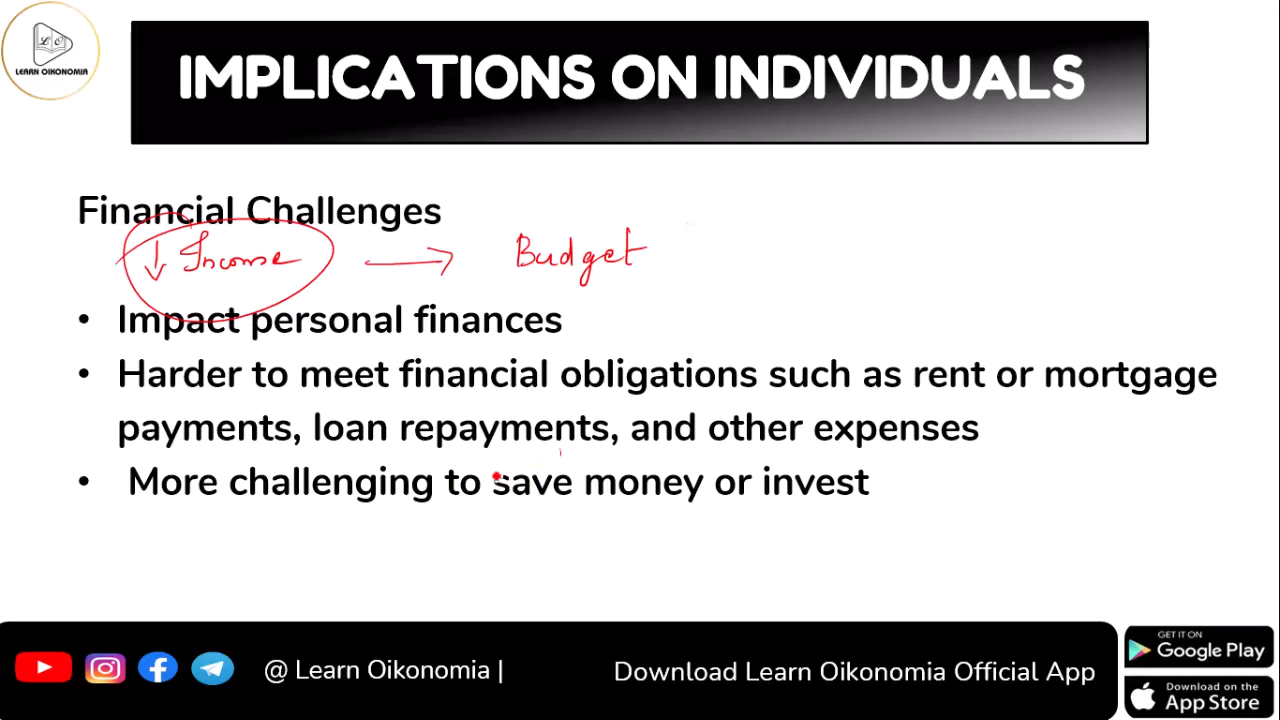 LO
LEARN OIKONOMIA
IMPLICATIONS ON INDIVIDUALS
Financial Challenges
↓ Income → Budget
• Impact personal finances
• Harder to meet financial obligations such as rent or mortgage
payments, loan repayments, and other expenses
• More challenging to save money or invest
@ Learn Oikonomia |
Download Learn Oikonomia Official App
GET IT ON
Google Play
Download on the
App Store